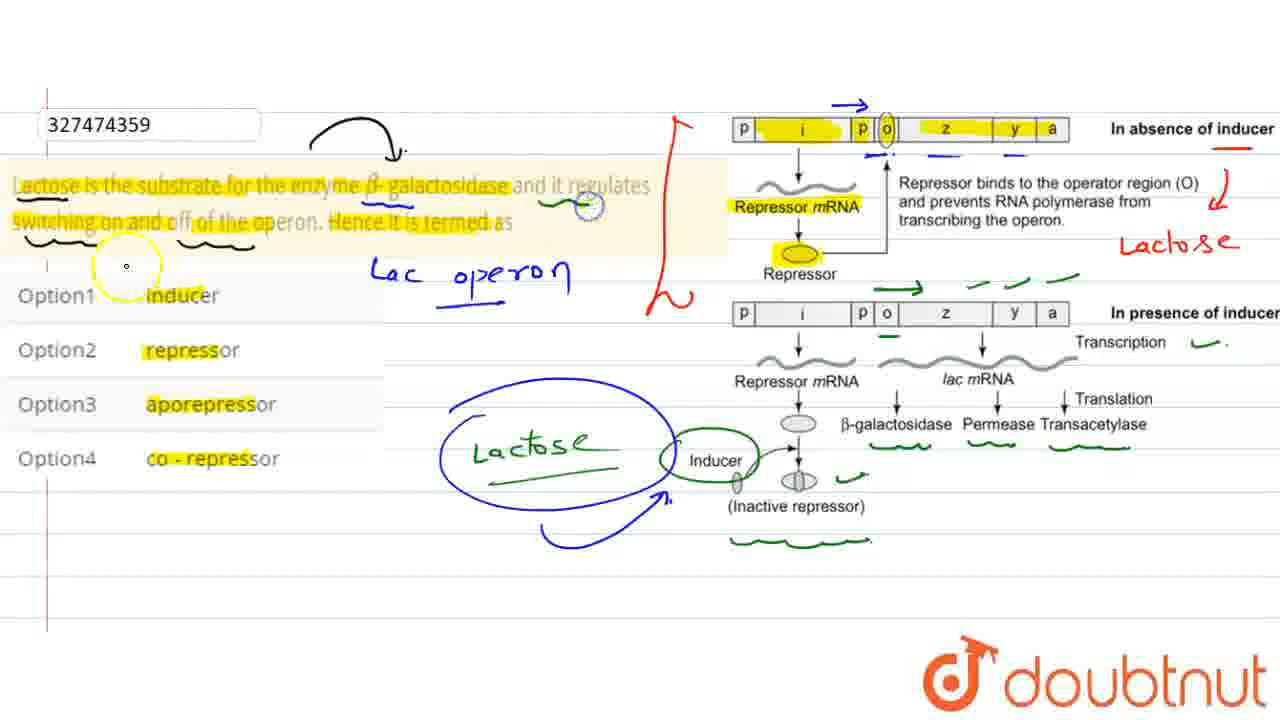 327474359
Lactose is the substrate for the enzyme β- galactosidase and it regulates
switching on and off of the operon. Hence it is termed as
Lac operon
Option1 inducer
Option2 repressor
Option3 aporepressor
Option4 co - repressor
p i p o z y a In absence of inducer
Repressor binds to the operator region (O)
and prevents RNA polymerase from
transcribing the operon.
Repressor mRNA
Lactose
Repressor
p i p o z y a In presence of inducer
Transcription
Repressor mRNA lac mRNA
Translation
β-galactosidase Permease Transacetylase
Lactose
Inducer
(Inactive repressor)
doubtnut